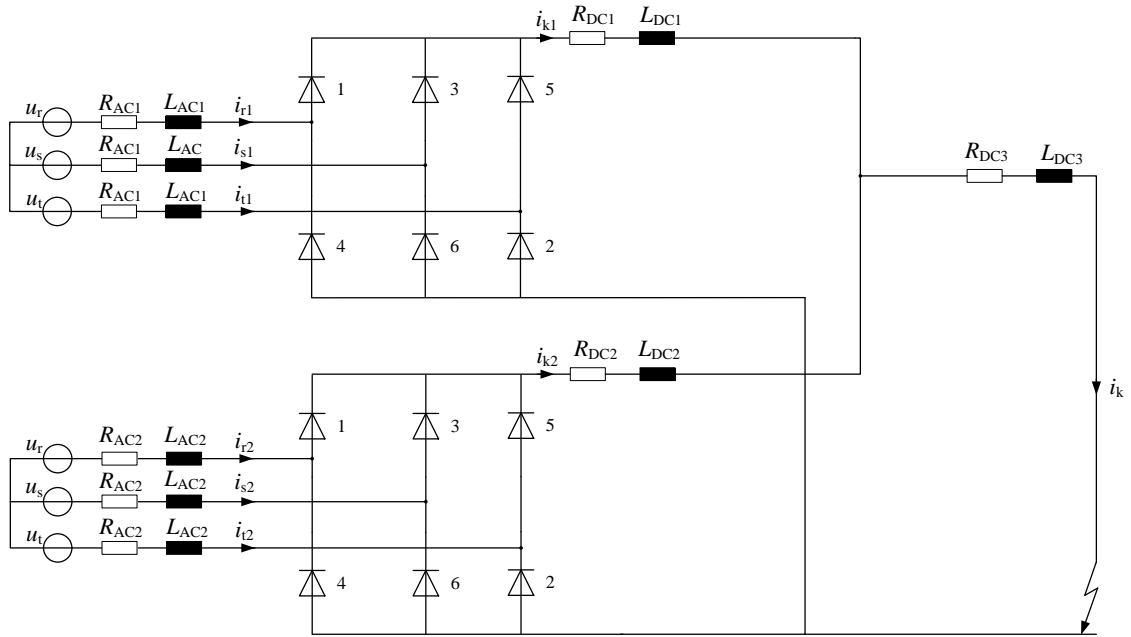 i_k1 R_DC1 L_DC1
1 3 5
u_r R_AC1 L_AC1 i_r1
u_s R_AC1 L_AC i_s1
u_t R_AC1 L_AC1 i_t1
4 6 2
R_DC3 L_DC3
i_k2 R_DC2 L_DC2
i_k
1 3 5
u_r R_AC2 L_AC2 i_r2
u_s R_AC2 L_AC2 i_s2
u_t R_AC2 L_AC2 i_t2
4 6 2